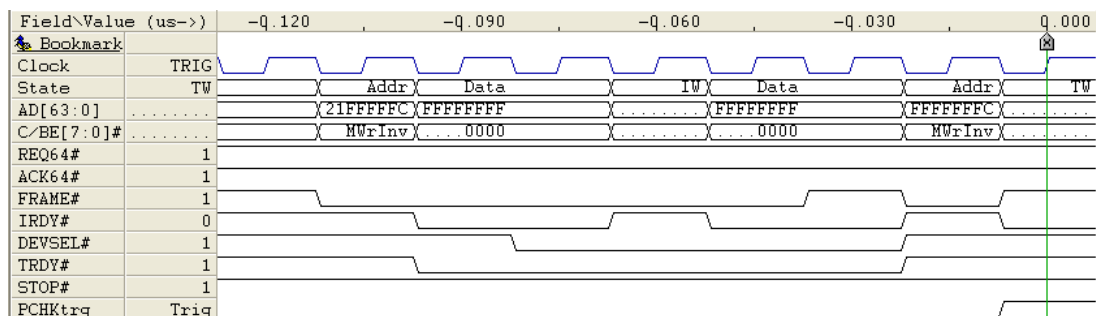 Field\Value (us->) -0.120 -0.090 -0.060 -0.030 0.000
Bookmark
Clock TRIG
State TW Addr Data IW Data Addr TW
AD[63:0] ........ 21FFFFFC FFFFFFFF ........ FFFFFFFF FFFFFFFC ........
C/BE[7:0]# ........ MWrInv ....0000 ........ ....0000 MWrInv ........
REQ64# 1
ACK64# 1
FRAME# 1
IRDY# 0
DEVSEL# 1
TRDY# 1
STOP# 1
PCHKtrg Trig